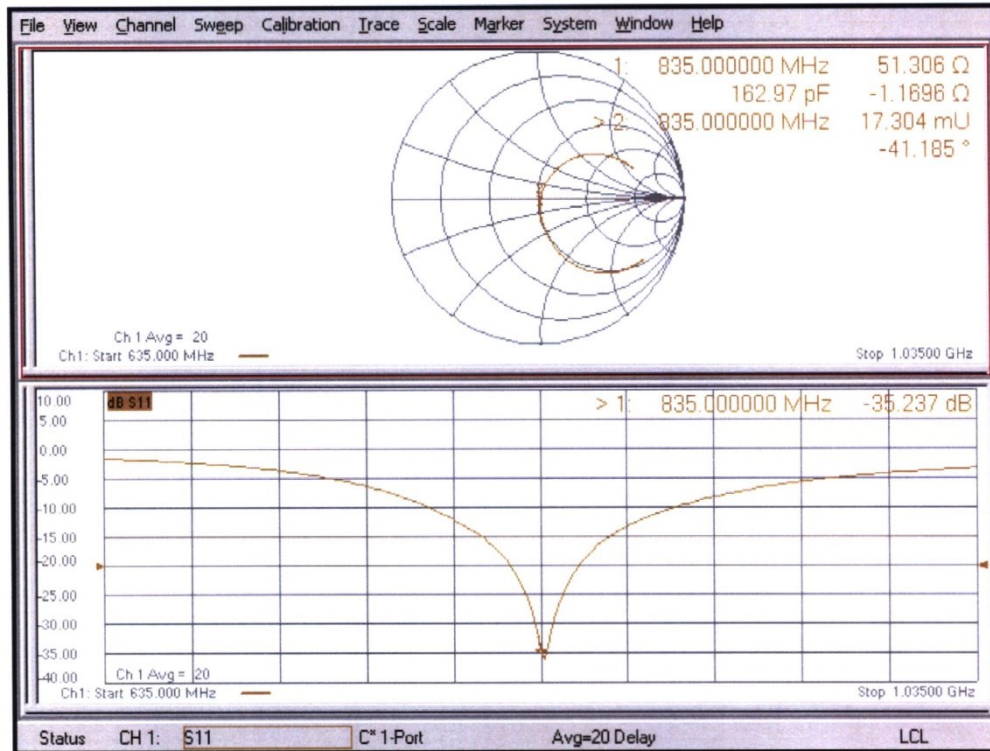 File View Channel Sweep Calibration Trace Scale Marker System Window Help
1: 835.000000 MHz 51.306 Ω
162.97 pF -1.1696 Ω
> 2: 835.000000 MHz 17.304 mU
-41.185 °
Ch 1 Avg = 20
Ch1: Start 635.000 MHz Stop 1.03500 GHz
10.00 dB S11 > 1: 835.000000 MHz -35.237 dB
5.00
0.00
-5.00
-10.00
-15.00
-20.00
-25.00
-30.00
-35.00
-40.00 Ch 1 Avg = 20
Ch1: Start 635.000 MHz Stop 1.03500 GHz
Status CH 1: S11 C* 1-Port Avg=20 Delay LCL